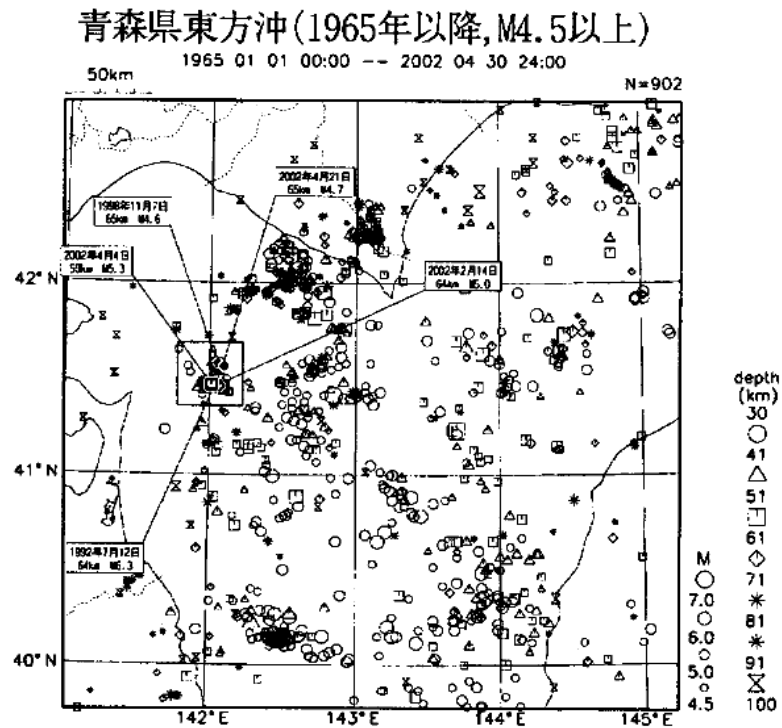 青森県東方沖(1965年以降,M4.5以上)
1965 01 01 00:00 -- 2002 04 30 24:00
50km
N=902
2002年4月21日
65km M4.7
1998年11月7日
65km M4.6
2002年4月4日
59km M5.3
2002年2月14日
64km M5.0
42°N
41°N
1992年7月12日
64km M6.3
40°N
142°E
143°E
144°E
145°E
M
7.0
6.0
5.0
4.5
depth
(km)
30
41
51
61
71
81
91
100